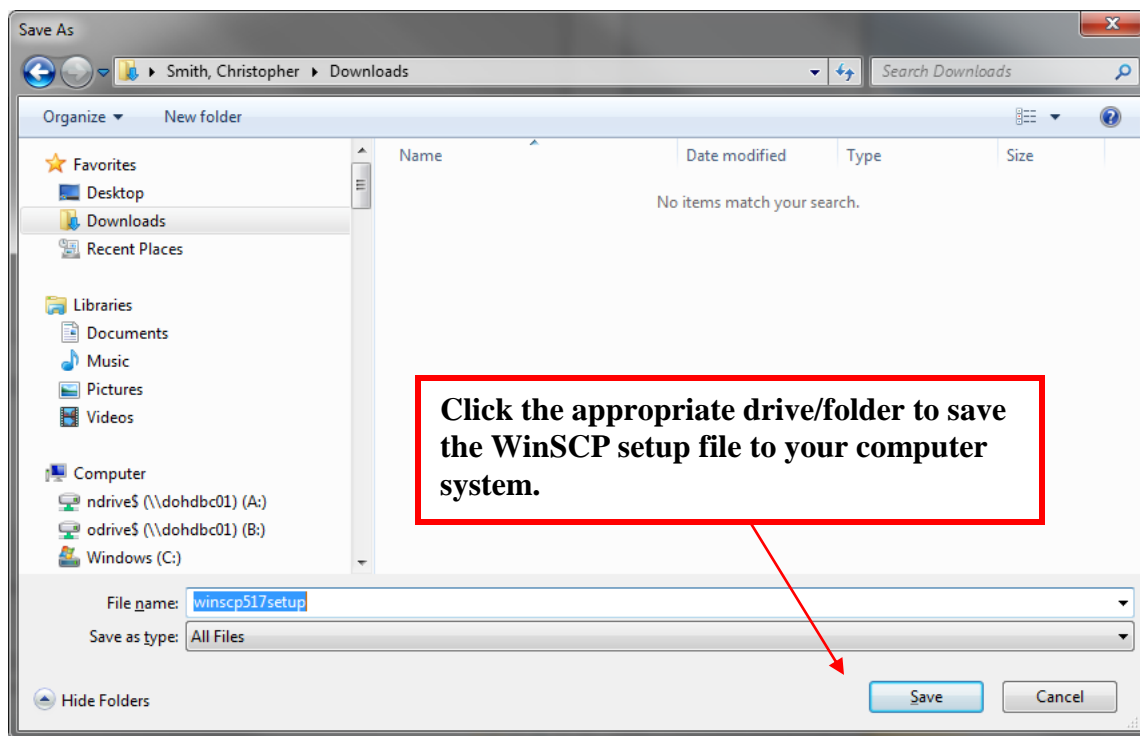 Save As
Smith, Christopher Downloads
Search Downloads
Organize New folder
Favorites
Desktop
Downloads
Recent Places
Libraries
Documents
Music
Pictures
Videos
Computer
ndrive$ (\\dohdbc01) (A:)
odrive$ (\\dohdbc01) (B:)
Windows (C:)
Name Date modified Type Size
No items match your search.
Click the appropriate drive/folder to save
the WinSCP setup file to your computer
system.
File name: winscp517setup
Save as type: All Files
Hide Folders
Save Cancel